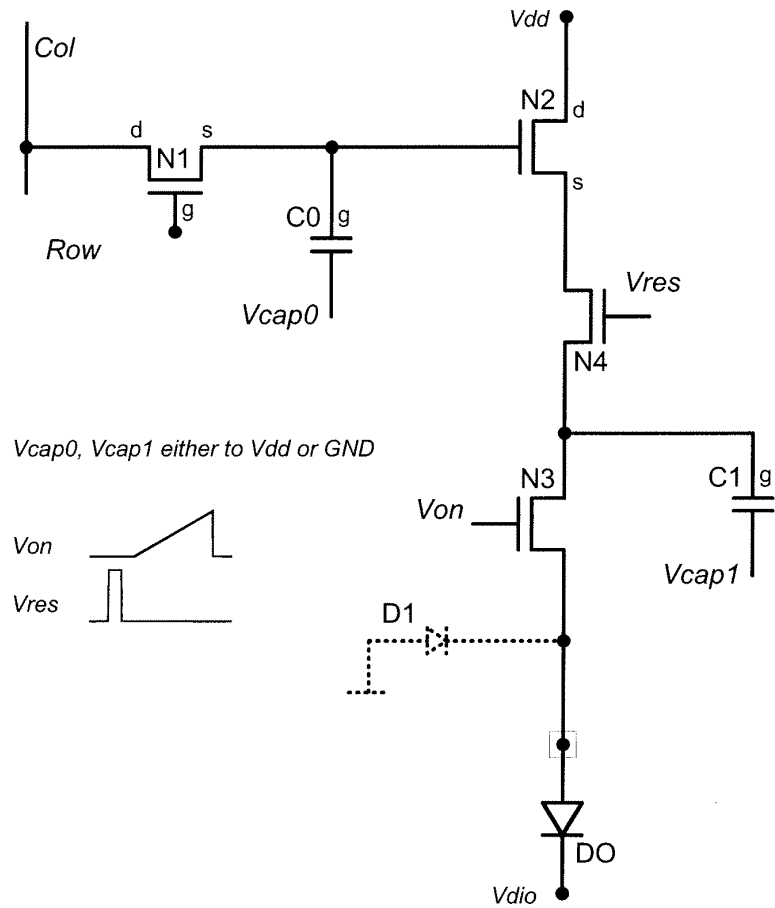 Vdd
Col
N2
d
d
s
N1
s
g
C0
g
Row
Vres
Vcap0
N4
Vcap0, Vcap1 either to Vdd or GND
N3
C1
g
Von
Von
Vcap1
Vres
D1
DO
Vdio